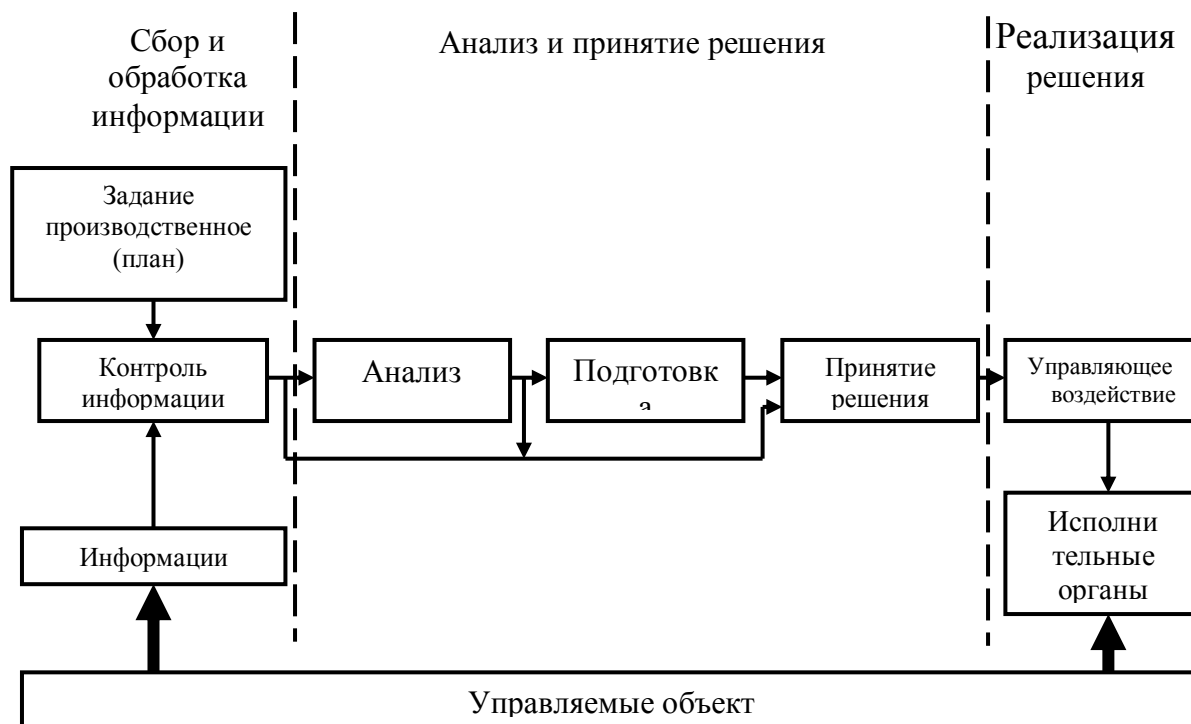 Сбор и
обработка
информации
Анализ и принятие решения
Реализация
решения
Задание
производственное
(план)
Контроль
информации
Анализ
Подготовк
а
Принятие
решения
Управляющее
воздействие
Информации
Исполни
тельные
органы
Управляемые объект